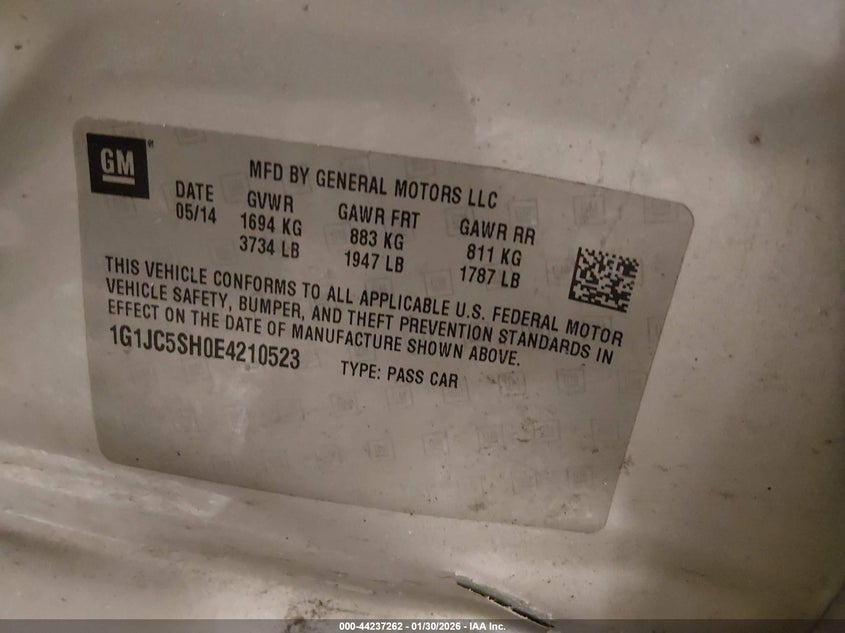 GM
MFD BY GENERAL MOTORS LLC
DATE GVWR GAWR FRT GAWR RR
05/14 1694 KG 883 KG 811 KG
3734 LB 1947 LB 1787 LB
THIS VEHICLE CONFORMS TO ALL APPLICABLE U.S. FEDERAL MOTOR
VEHICLE SAFETY, BUMPER, AND THEFT PREVENTION STANDARDS IN
EFFECT ON THE DATE OF MANUFACTURE SHOWN ABOVE.
1G1JC5SH0E4210523 TYPE: PASS CAR
000-44237262 - 01/30/2026 - IAA Inc.